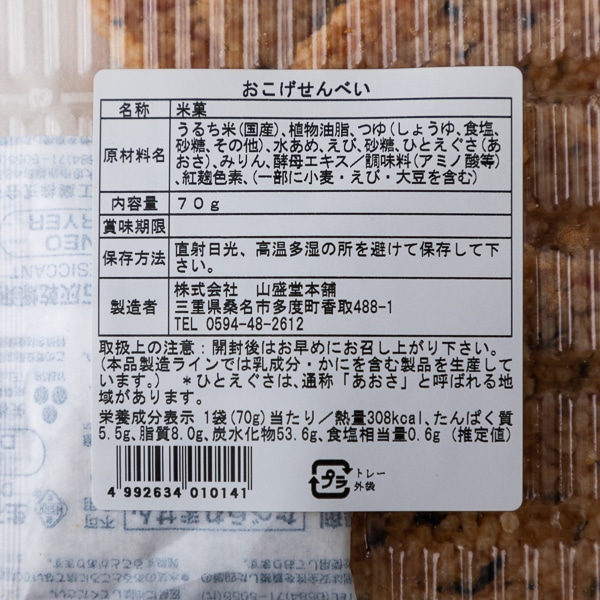 おこげせんべい
名称 米菓
原材料名 うるち米(国産)、植物油脂、つゆ(しょうゆ、食塩、
砂糖、その他)、水あめ、えび、砂糖、ひとえぐさ(あ
おさ)、みりん、酵母エキス／調味料(アミノ酸等)
、紅麹色素、(一部に小麦・えび・大豆を含む)
内容量 70g
賞味期限
保存方法 直射日光、高温多湿の所を避けて保存して下
さい。
製造者 株式会社 山盛堂本舗
三重県桑名市多度町香取488-1
TEL 0594-48-2612
取扱上の注意：開封後はお早めにお召し上がり下さい。
(本品製造ラインでは乳成分・かにを含む製品を生産して
います。) ＊ひとえぐさは、通称「あおさ」と呼ばれる地
域があります。
栄養成分表示 1袋(70g)当たり／熱量308kcal、たんぱく質
5.5g、脂質8.0g、炭水化物53.6g、食塩相当量0.6g (推定値)
4 992634 010141
プラ
トレー
外袋
たべられません